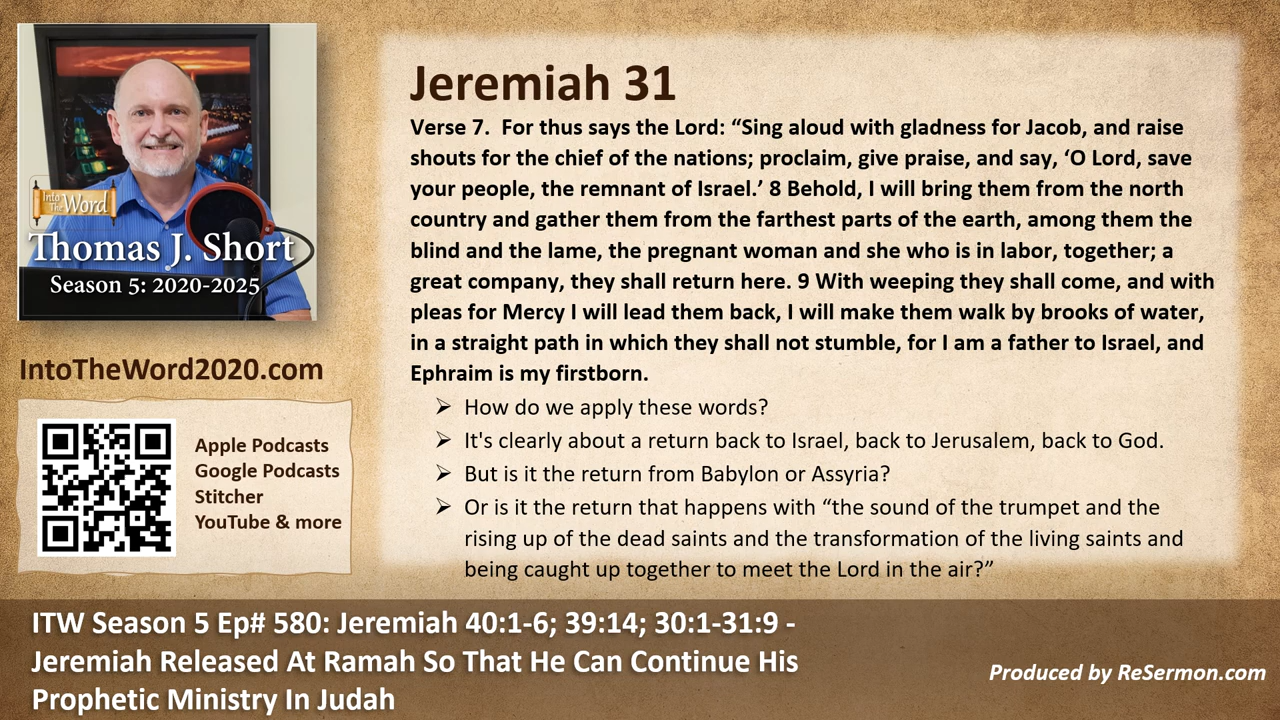 Into
The Word
Thomas J. Short
Season 5: 2020-2025
IntoTheWord2020.com
Apple Podcasts
Google Podcasts
Stitcher
YouTube & more
Jeremiah 31
Verse 7.  For thus says the Lord: “Sing aloud with gladness for Jacob, and raise
shouts for the chief of the nations; proclaim, give praise, and say, ‘O Lord, save
your people, the remnant of Israel.’ 8 Behold, I will bring them from the north
country and gather them from the farthest parts of the earth, among them the
blind and the lame, the pregnant woman and she who is in labor, together; a
great company, they shall return here. 9 With weeping they shall come, and with
pleas for Mercy I will lead them back, I will make them walk by brooks of water,
in a straight path in which they shall not stumble, for I am a father to Israel, and
Ephraim is my firstborn.
➢ How do we apply these words?
➢ It's clearly about a return back to Israel, back to Jerusalem, back to God.
➢ But is it the return from Babylon or Assyria?
➢ Or is it the return that happens with “the sound of the trumpet and the
rising up of the dead saints and the transformation of the living saints and
being caught up together to meet the Lord in the air?”
ITW Season 5 Ep# 580: Jeremiah 40:1-6; 39:14; 30:1-31:9 -
Jeremiah Released At Ramah So That He Can Continue His
Prophetic Ministry In Judah
Produced by ReSermon.com